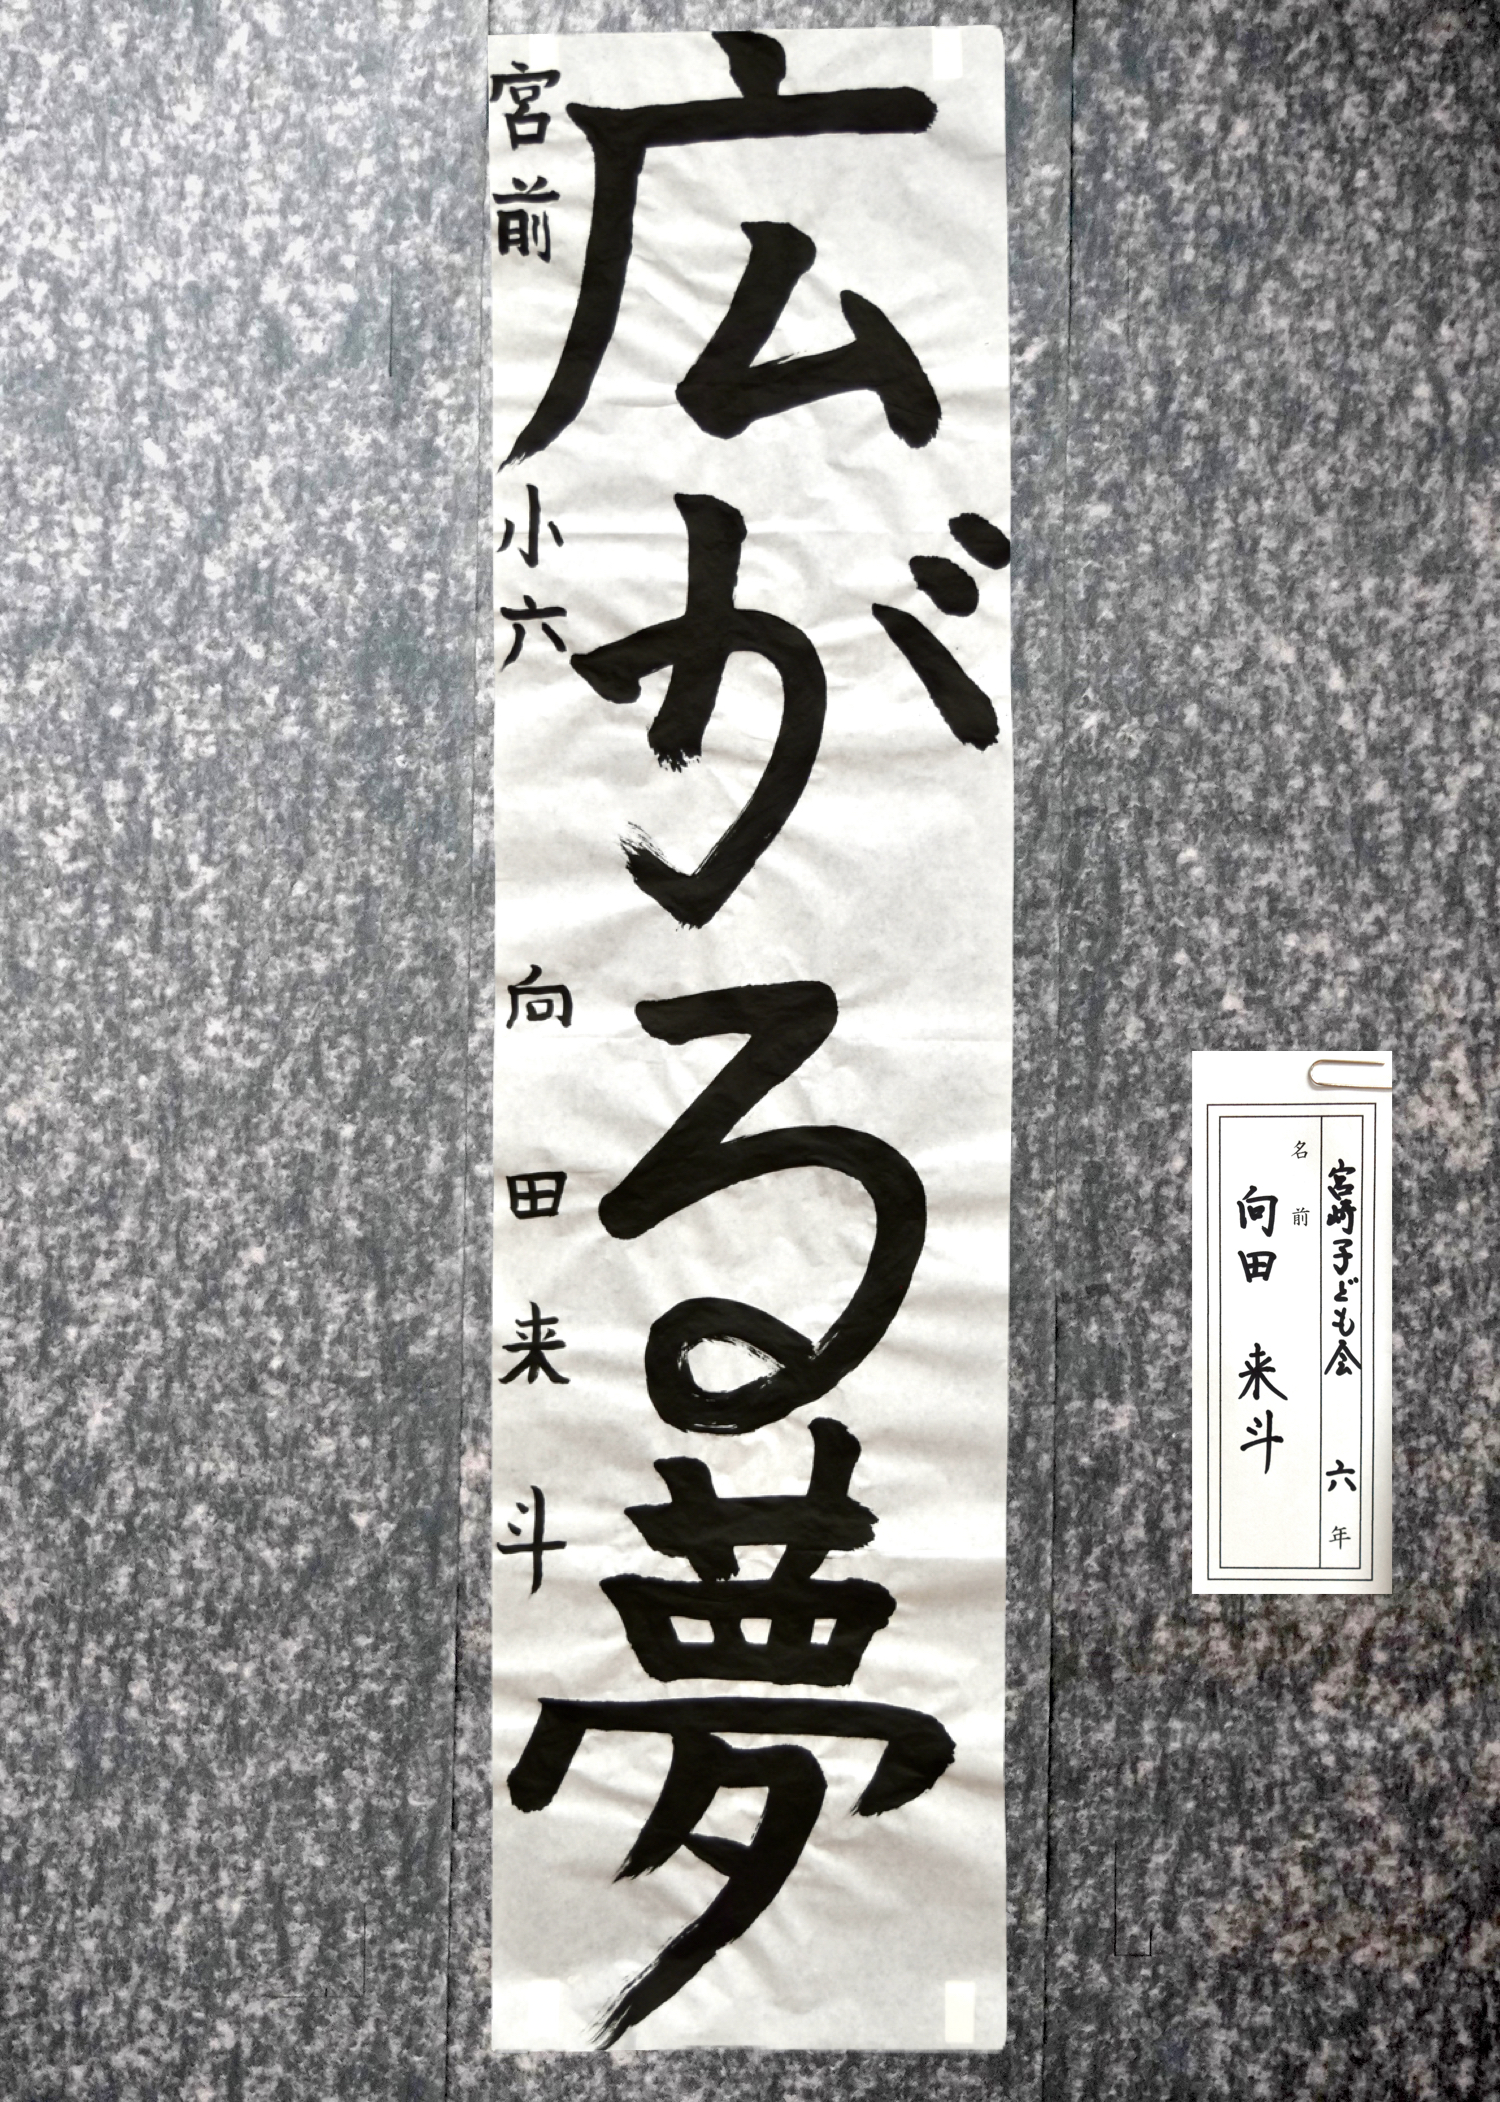 広がる夢
宮前小六 向田来斗
宮崎子ども会 六年
名前
向田 来斗